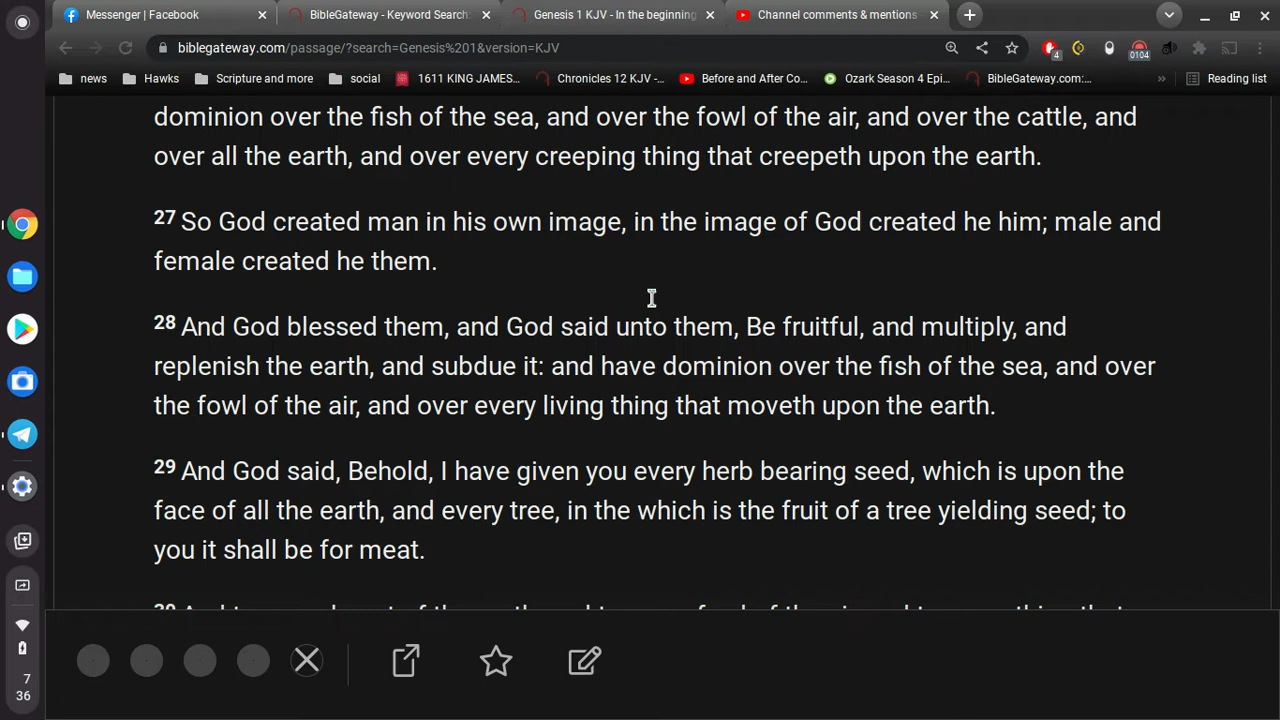 Messenger | Facebook
BibleGateway - Keyword Search:
Genesis 1 KJV - In the beginning
Channel comments & mentions -
biblegateway.com/passage/?search=Genesis%201&version=KJV
4
0104
news
Hawks
Scripture and more
social
1611 KING JAMES...
Chronicles 12 KJV -...
Before and After Co...
Ozark Season 4 Epi...
BibleGateway.com:...
»
Reading list
dominion over the fish of the sea, and over the fowl of the air, and over the cattle, and
over all the earth, and over every creeping thing that creepeth upon the earth.
27 So God created man in his own image, in the image of God created he him; male and
female created he them.
28 And God blessed them, and God said unto them, Be fruitful, and multiply, and
replenish the earth, and subdue it: and have dominion over the fish of the sea, and over
the fowl of the air, and over every living thing that moveth upon the earth.
29 And God said, Behold, I have given you every herb bearing seed, which is upon the
face of all the earth, and every tree, in the which is the fruit of a tree yielding seed; to
you it shall be for meat.
7
36